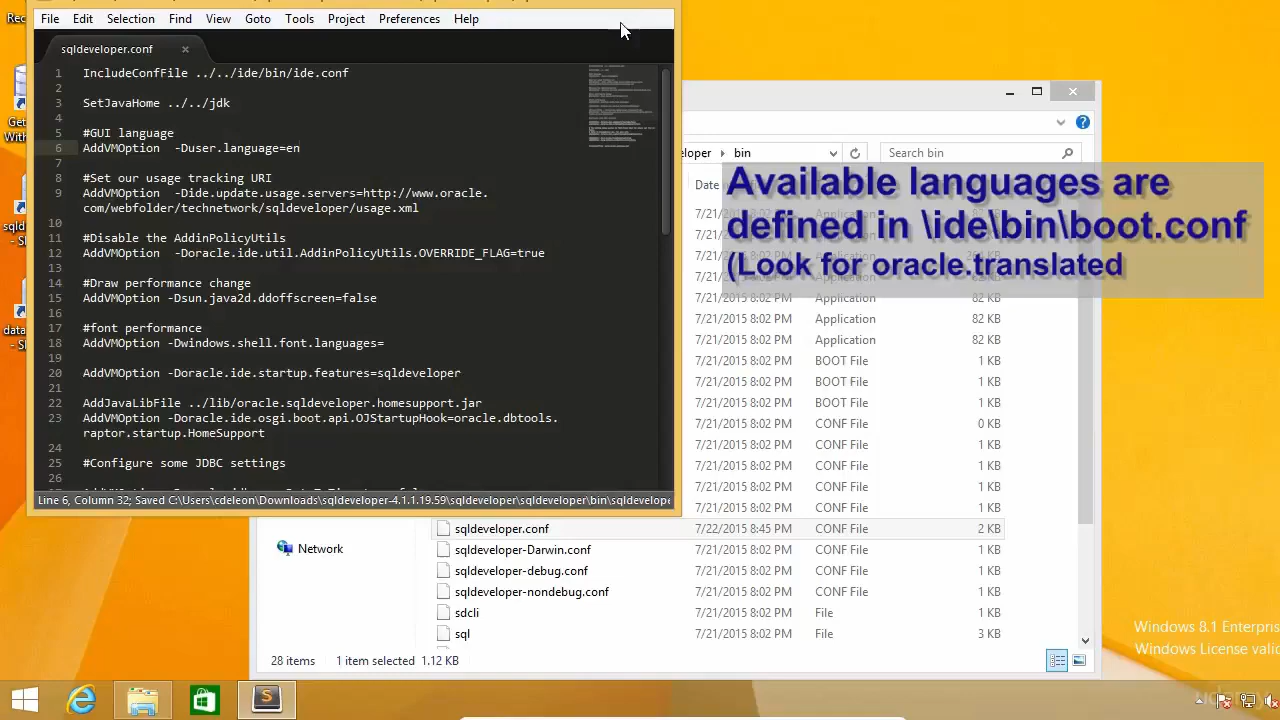 File Edit Selection Find View Goto Tools Project Preferences Help
sqldeveloper.conf
1 IncludeConfFile ../../ide/bin/ide.conf
2
3 SetJavaHome ../../jdk
4
5 #GUI language
6 AddVMOption -Duser.language=en
7
8 #Set our usage tracking URI
9 AddVMOption -Dide.update.usage.servers=http://www.oracle.
com/webfolder/technetwork/sqldeveloper/usage.xml
10
11 #Disable the AddinPolicyUtils
12 AddVMOption -Doracle.ide.util.AddinPolicyUtils.OVERRIDE_FLAG=true
13
14 #Font performance change
15 AddVMOption -Dsun.java2d.ddoffscreen=false
16
17 #font performance
18 AddVMOption -Dwindows.shell.font.languages=
19
20 AddVMOption -Doracle.ide.startup.features=sqldeveloper
21
22 AddJavaLibFile ../lib/oracle.sqldeveloper.homesupport.jar
23 AddVMOption -Doracle.ide.osgi.boot.api.OJStartupHook=oracle.dbtools.
raptor.startup.HomeSupport
24
25 #Configure some JDBC settings
26
Line 6, Column 32; Saved C:\Users\cdeleon\Downloads\sqldeveloper-4.1.1.19.59\sqldeveloper\sqldeveloper\bin\sqldevelope
eloper bin
Search bin
Available languages are
defined in \ide\bin\boot.conf
(Look for oracle.translated
7/21/2015 8:02 PM Application
7/21/2015 8:02 PM Application 82 KB
7/21/2015 8:02 PM Application 82 KB
7/21/2015 8:02 PM BOOT File 1 KB
7/21/2015 8:02 PM BOOT File 1 KB
7/21/2015 8:02 PM BOOT File 1 KB
7/21/2015 8:02 PM CONF File 0 KB
7/21/2015 8:02 PM CONF File 1 KB
7/21/2015 8:02 PM CONF File 1 KB
7/21/2015 8:02 PM CONF File 1 KB
7/21/2015 8:02 PM CONF File 1 KB
sqldeveloper.conf 7/22/2015 8:45 PM CONF File 2 KB
sqldeveloper-Darwin.conf 7/21/2015 8:02 PM CONF File 1 KB
sqldeveloper-debug.conf 7/21/2015 8:02 PM CONF File 1 KB
sqldeveloper-nondebug.conf 7/21/2015 8:02 PM CONF File 1 KB
sdcli 7/21/2015 8:02 PM File 1 KB
sql 7/21/2015 8:02 PM File 3 KB
Network
28 items 1 item selected 1.12 KB
Windows 8.1 Enterpris
Windows License valid